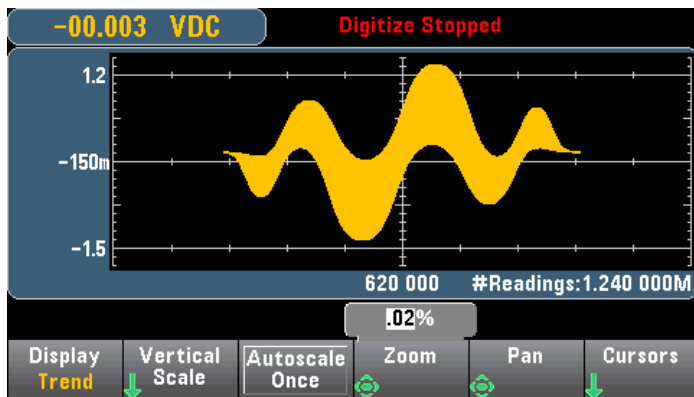 -00.003 VDC
Digitize Stopped
1.2
-150m
-1.5
620 000 #Readings:1.240 000M
.02%
Display Vertical Autoscale Zoom Pan Cursors
Trend Scale Once